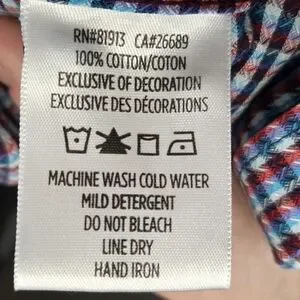 RN#81913 CA#26689
100% COTTON/COTON
EXCLUSIVE OF DECORATION
EXCLUSIVE DES DÉCORATIONS
MACHINE WASH COLD WATER
MILD DETERGENT
DO NOT BLEACH
LINE DRY
HAND IRON